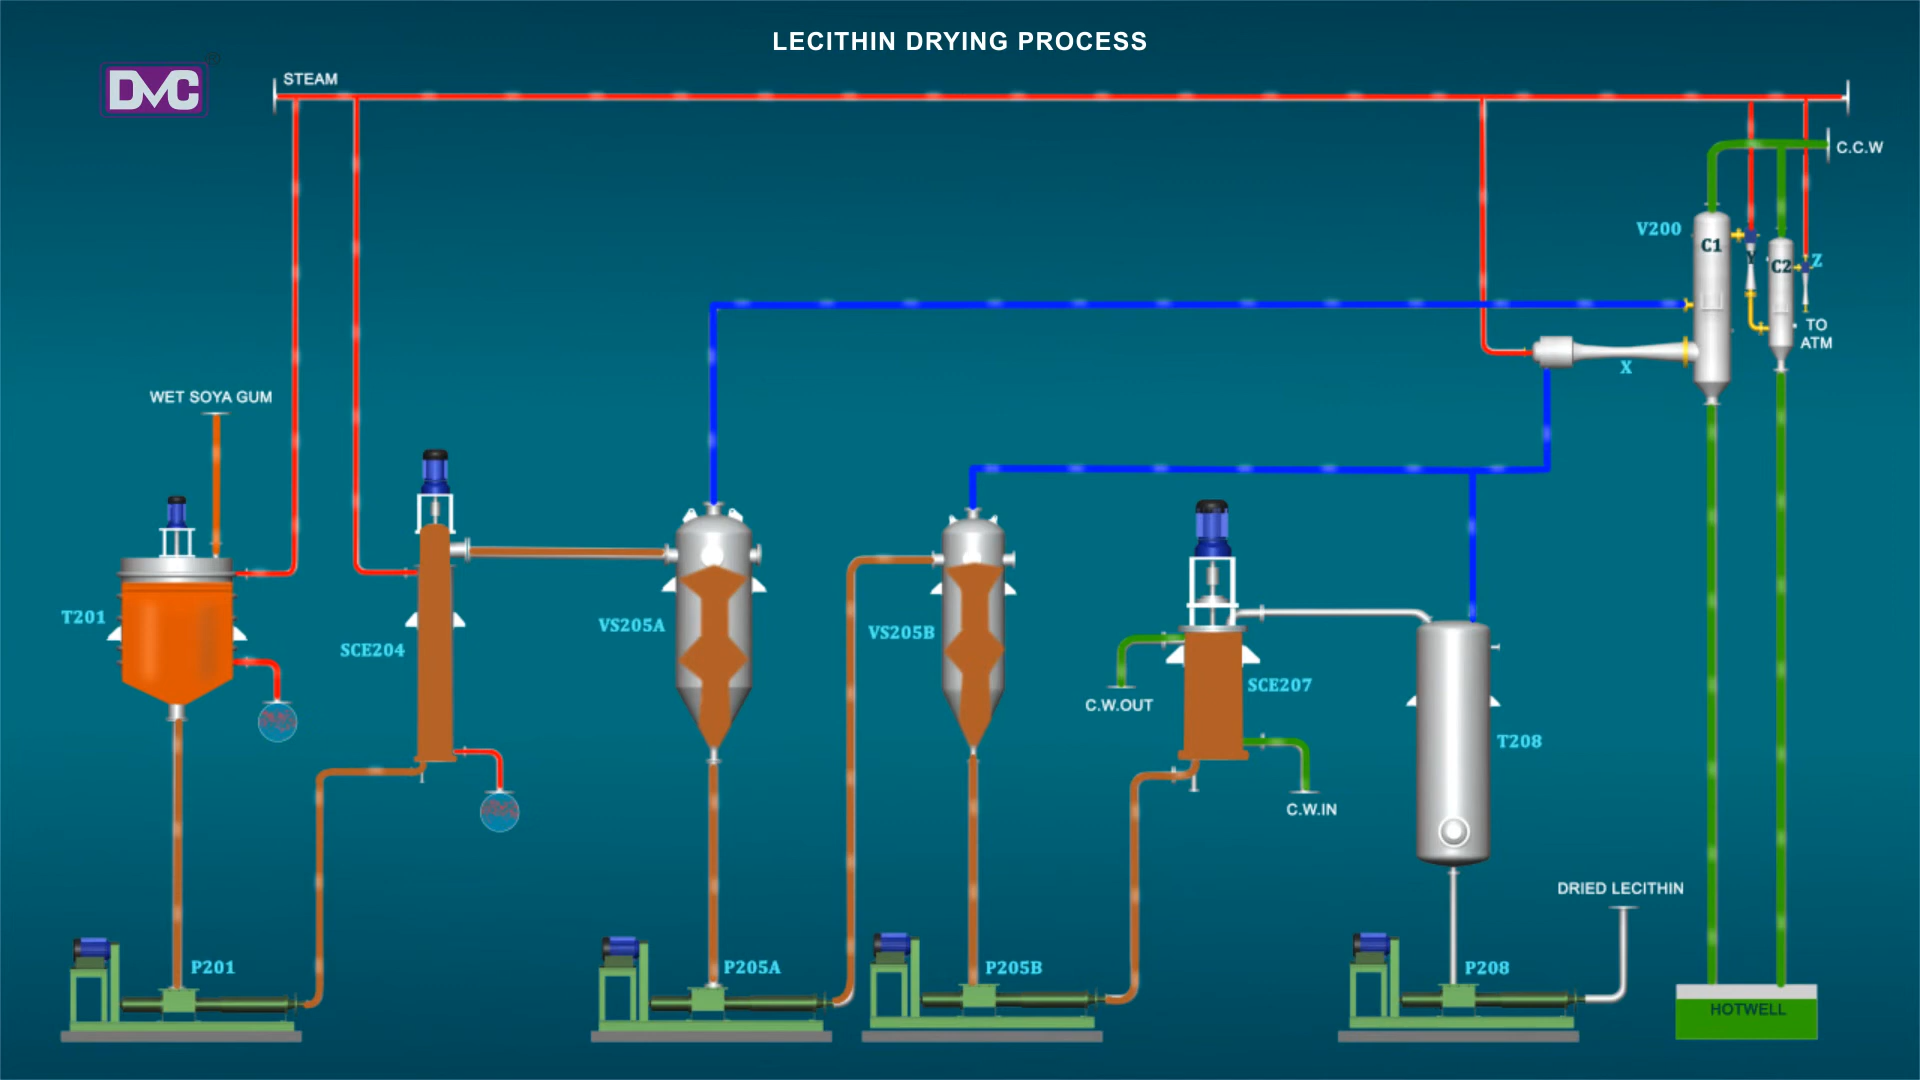 LECITHIN DRYING PROCESS
DMC
®
STEAM
C.C.W
V200
C1
Y
C2
Z
TO
ATM
X
WET SOYA GUM
T201
SCE204
VS205A
VS205B
SCE207
C.W.OUT
T208
C.W.IN
DRIED LECITHIN
P201
P205A
P205B
P208
HOTWELL